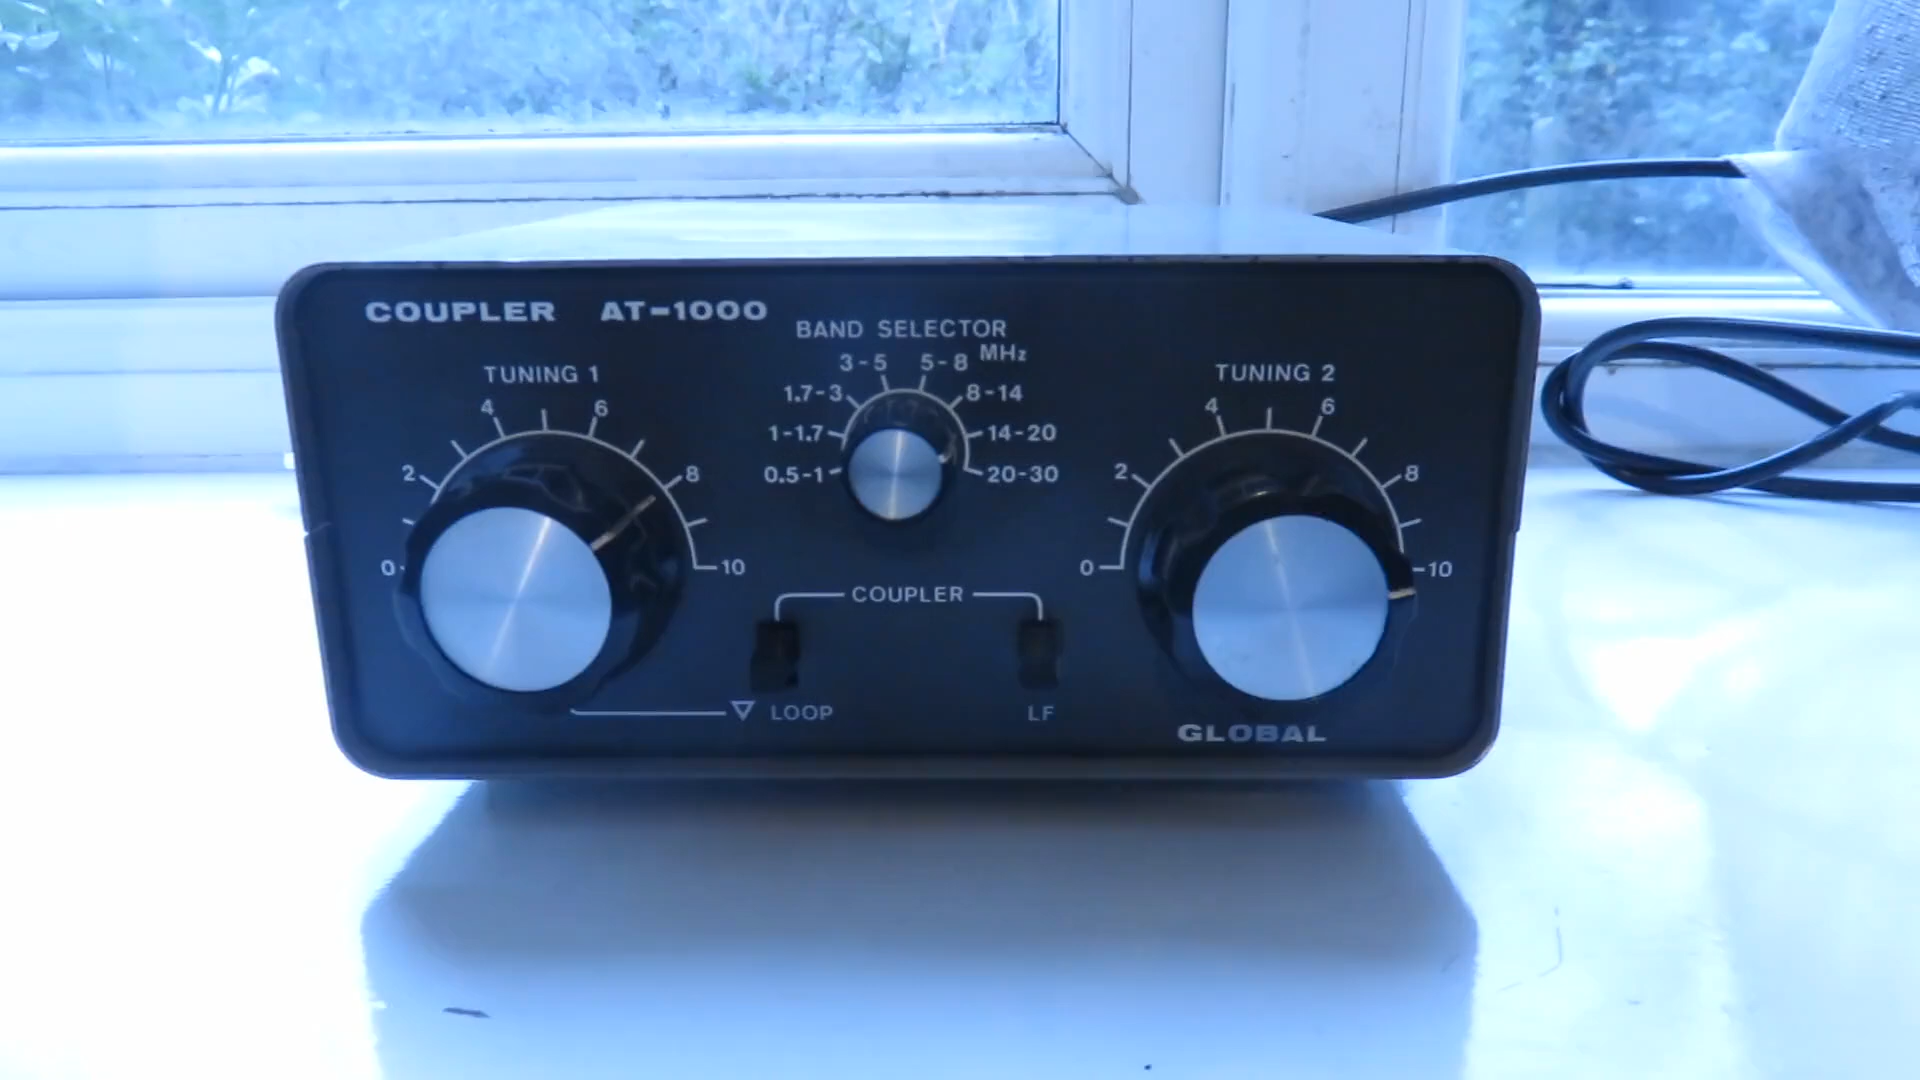 COUPLER AT-1000
BAND SELECTOR
MHz
3-5 5-8
1.7-3 8-14
1-1.7 14-20
0.5-1 20-30
TUNING 1
0 2 4 6 8 10
TUNING 2
0 2 4 6 8 10
COUPLER
LOOP
LF
GLOBAL